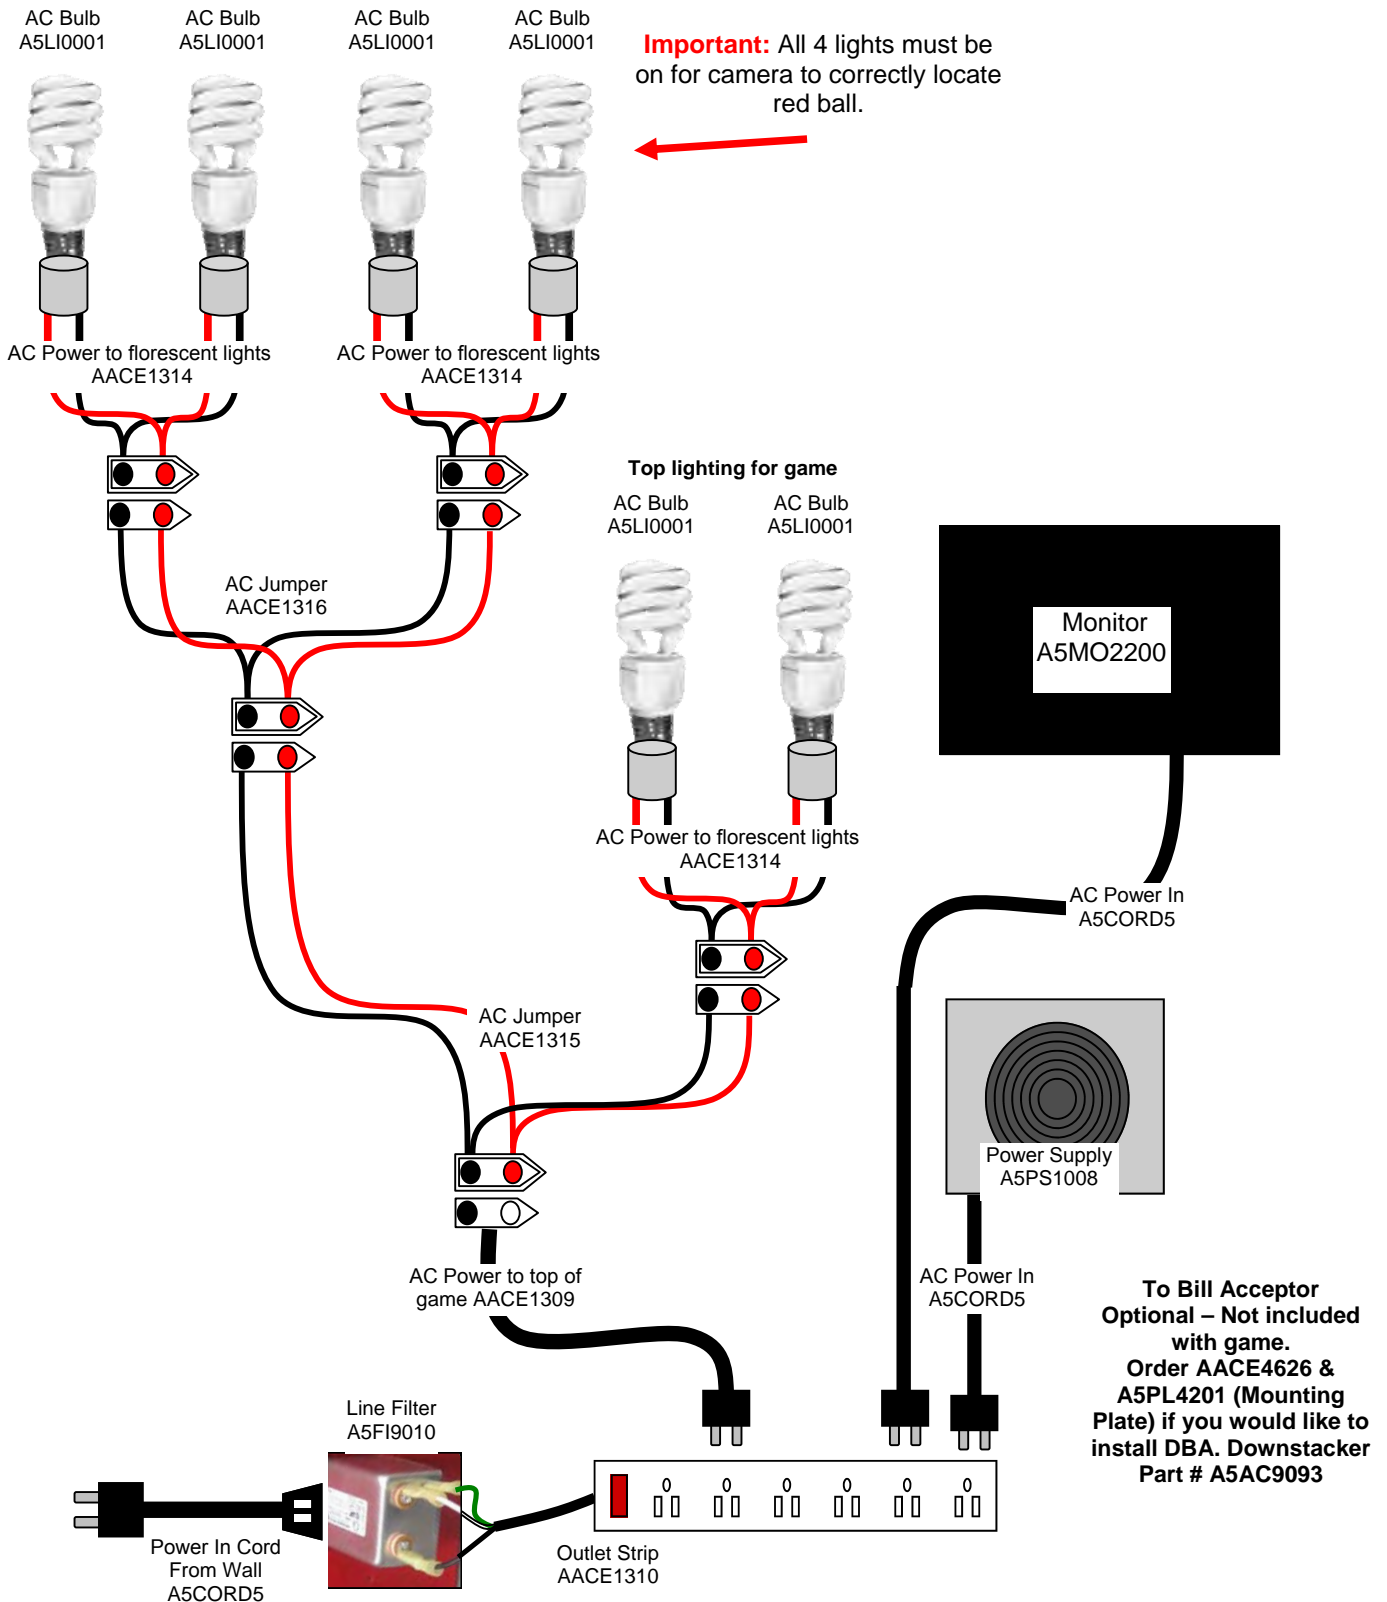 AC Bulb
A5LI0001
AC Bulb
A5LI0001
AC Bulb
A5LI0001
AC Bulb
A5LI0001
Important: All 4 lights must be
on for camera to correctly locate
red ball.
AC Power to florescent lights
AACE1314
AC Power to florescent lights
AACE1314
Top lighting for game
AC Bulb
A5LI0001
AC Bulb
A5LI0001
AC Jumper
AACE1316
Monitor
A5MO2200
AC Power to florescent lights
AACE1314
AC Power In
A5CORD5
AC Jumper
AACE1315
Power Supply
A5PS1008
AC Power to top of
game AACE1309
AC Power In
A5CORD5
To Bill Acceptor
Optional – Not included
with game.
Order AACE4626 &
A5PL4201 (Mounting
Plate) if you would like to
install DBA. Downstacker
Part # A5AC9093
Line Filter
A5FI9010
Power In Cord
From Wall
A5CORD5
Outlet Strip
AACE1310